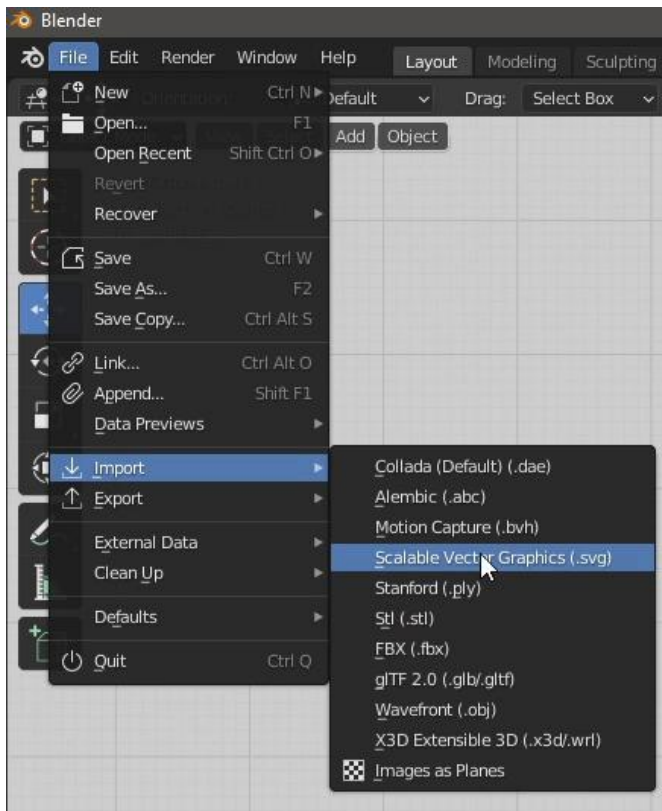 Blender
File Edit Render Window Help Layout Modeling Sculpting
Default Drag: Select Box
Add Object
New Ctrl N
Open... F1
Open Recent Shift Ctrl O
Revert
Recover
Save Ctrl W
Save As... F2
Save Copy... Ctrl Alt S
Link... Ctrl Alt O
Append... Shift F1
Data Previews
Import
Export
External Data
Clean Up
Defaults
Quit Ctrl Q
Collada (Default) (.dae)
Alembic (.abc)
Motion Capture (.bvh)
Scalable Vector Graphics (.svg)
Stanford (.ply)
Stl (.stl)
FBX (.fbx)
glTF 2.0 (.glb/.gltf)
Wavefront (.obj)
X3D Extensible 3D (.x3d/.wrl)
Images as Planes